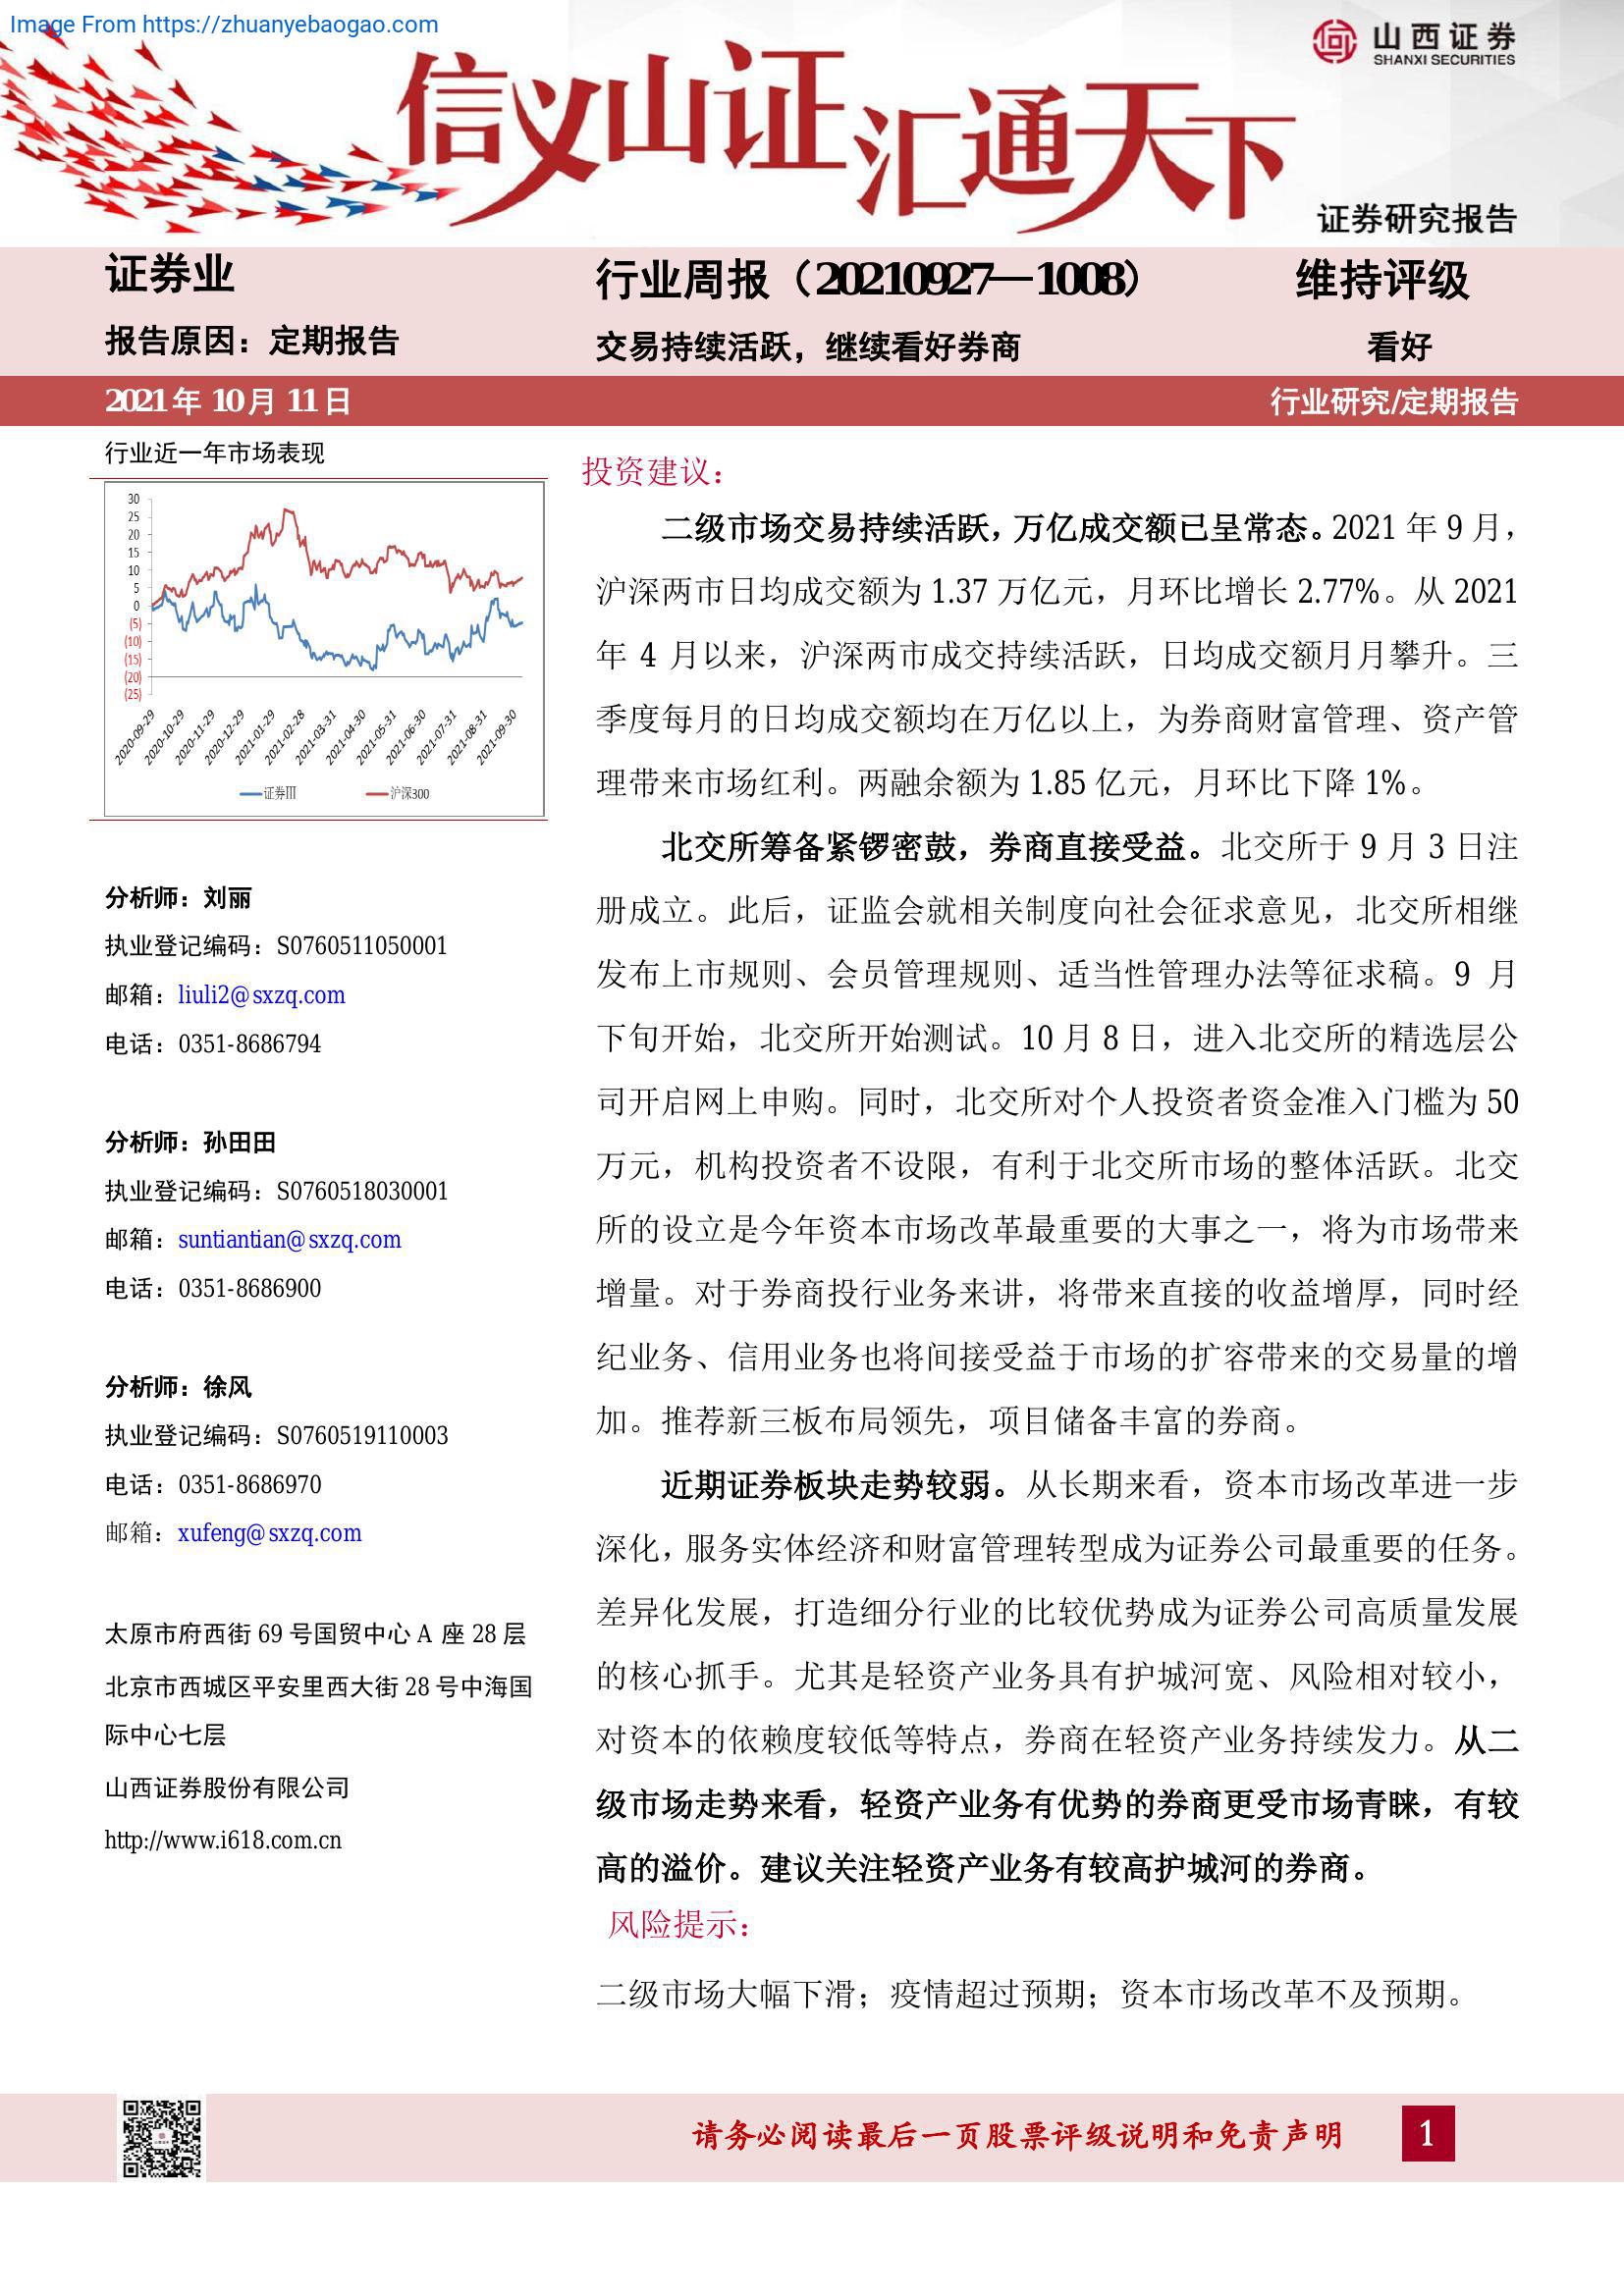 Image From https://zhuanyebaogao.com
山西证券
SHANXI SECURITIES
信义山证汇通天下
证券研究报告
证券业
行业周报（20210927—1008）
维持评级
报告原因：定期报告
交易持续活跃，继续看好券商
看好
2021 年 10 月 11 日
行业研究/定期报告
行业近一年市场表现
30
25
20
15
10
5
0
(5)
(10)
(15)
(20)
(25)
2020-09-29
2020-10-29
2020-11-29
2020-12-29
2021-01-29
2021-02-28
2021-03-31
2021-04-30
2021-05-31
2021-06-30
2021-07-31
2021-08-31
2021-09-30
证券III
沪深300
分析师：刘丽
执业登记编码：S0760511050001
邮箱：liuli2@sxzq.com
电话：0351-8686794
分析师：孙田田
执业登记编码：S0760518030001
邮箱：suntiantian@sxzq.com
电话：0351-8686900
分析师：徐风
执业登记编码：S0760519110003
电话：0351-8686970
邮箱：xufeng@sxzq.com
太原市府西街 69 号国贸中心 A 座 28 层
北京市西城区平安里西大街 28 号中海国
际中心七层
山西证券股份有限公司
http://www.i618.com.cn
投资建议：
二级市场交易持续活跃，万亿成交额已呈常态。2021 年 9 月，
沪深两市日均成交额为 1.37 万亿元，月环比增长 2.77%。从 2021
年 4 月以来，沪深两市成交持续活跃，日均成交额月月攀升。三
季度每月的日均成交额均在万亿以上，为券商财富管理、资产管
理带来市场红利。两融余额为 1.85 亿元，月环比下降 1%。
北交所筹备紧锣密鼓，券商直接受益。北交所于 9 月 3 日注
册成立。此后，证监会就相关制度向社会征求意见，北交所相继
发布上市规则、会员管理规则、适当性管理办法等征求稿。9 月
下旬开始，北交所开始测试。10 月 8 日，进入北交所的精选层公
司开启网上申购。同时，北交所对个人投资者资金准入门槛为 50
万元，机构投资者不设限，有利于北交所市场的整体活跃。北交
所的设立是今年资本市场改革最重要的大事之一，将为市场带来
增量。对于券商投行业务来讲，将带来直接的收益增厚，同时经
纪业务、信用业务也将间接受益于市场的扩容带来的交易量的增
加。推荐新三板布局领先，项目储备丰富的券商。
近期证券板块走势较弱。从长期来看，资本市场改革进一步
深化，服务实体经济和财富管理转型成为证券公司最重要的任务。
差异化发展，打造细分行业的比较优势成为证券公司高质量发展
的核心抓手。尤其是轻资产业务具有护城河宽、风险相对较小，
对资本的依赖度较低等特点，券商在轻资产业务持续发力。从二
级市场走势来看，轻资产业务有优势的券商更受市场青睐，有较
高的溢价。建议关注轻资产业务有较高护城河的券商。
风险提示：
二级市场大幅下滑；疫情超过预期；资本市场改革不及预期。
请务必阅读最后一页股票评级说明和免责声明
1